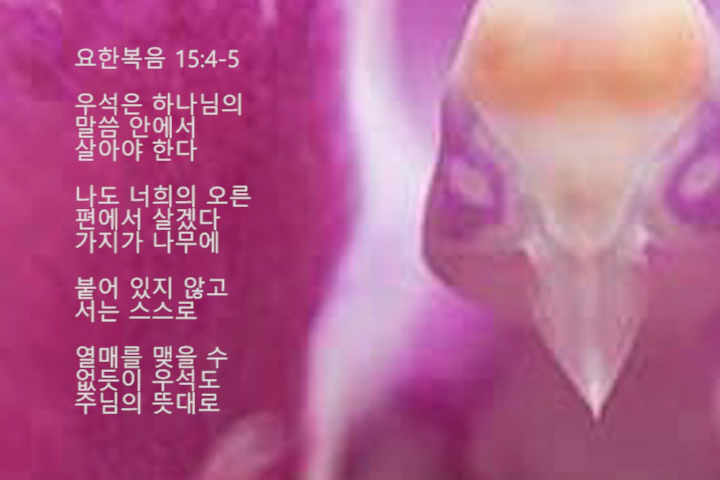 요한복음 15:4-5
우석은 하나님의
말씀 안에서
살아야 한다
나도 너희의 오른
편에서 살겠다
가지가 나무에
붙어 있지 않고
서는 스스로
열매를 맺을 수
없듯이 우석도
주님의 뜻대로